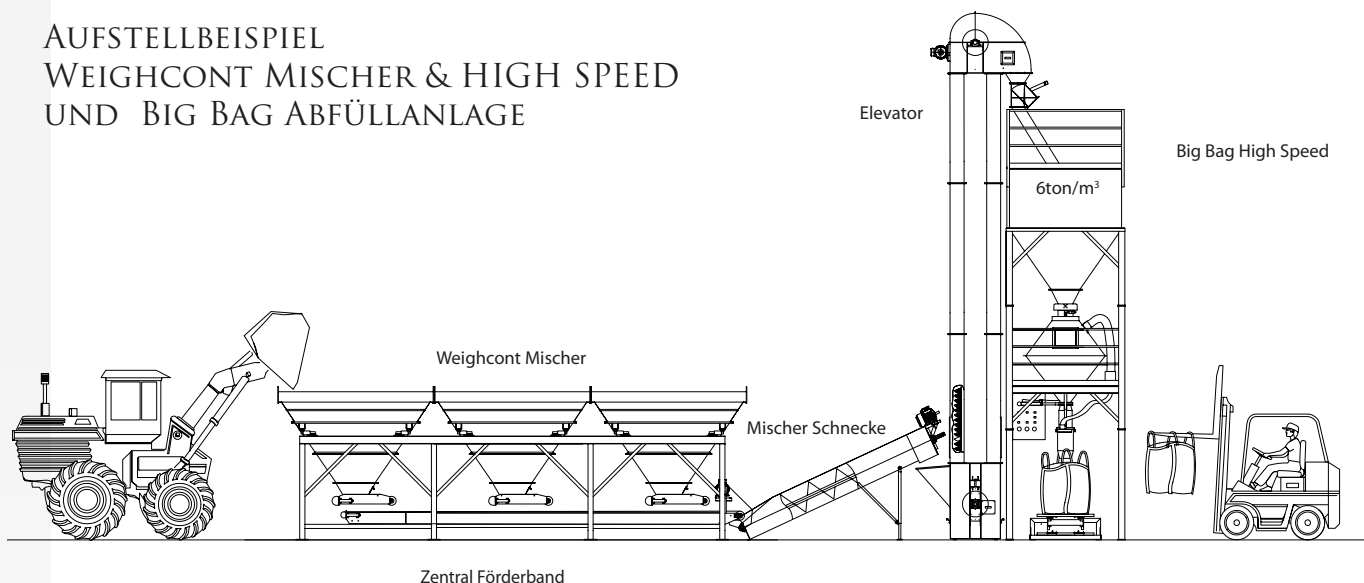 Aufstellbeispiel
Weighcont Mischer & HIGH SPEED
und Big Bag Abfüllanlage
Elevator
Big Bag High Speed
6ton/m³
Weighcont Mischer
Mischer Schnecke
Zentral Förderband